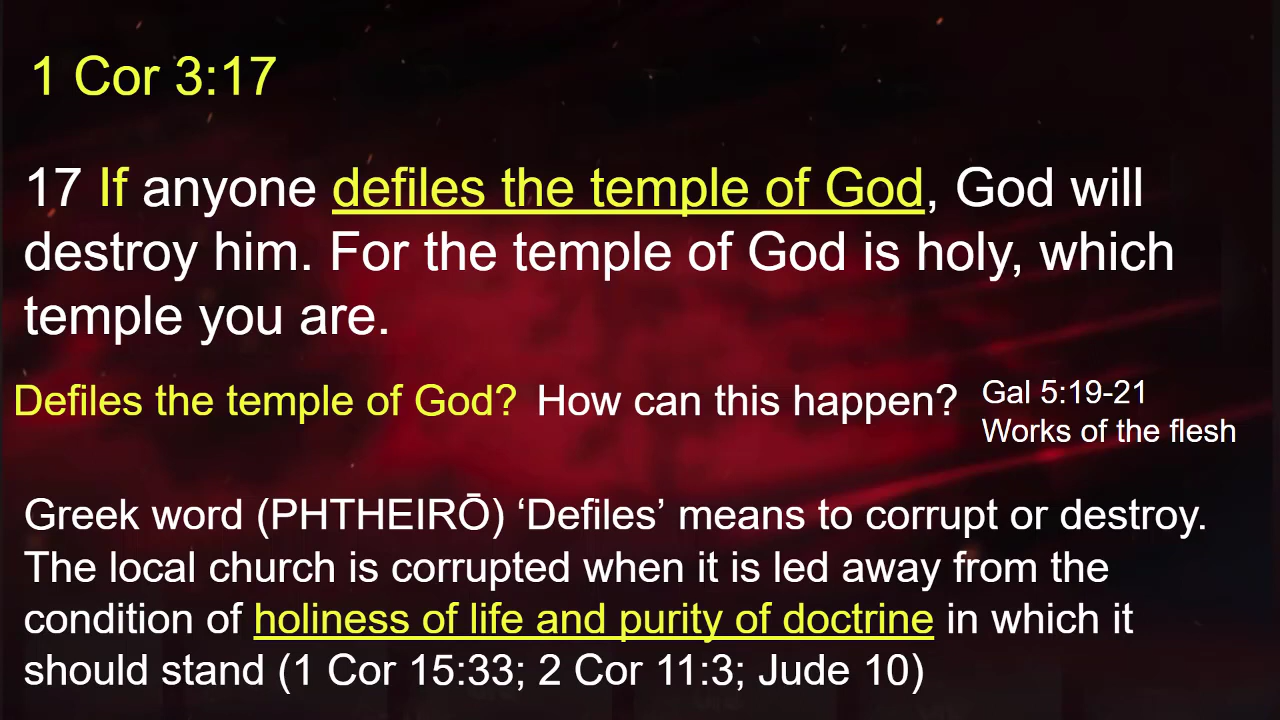 1 Cor 3:17
17 If anyone defiles the temple of God, God will
destroy him. For the temple of God is holy, which
temple you are.
Defiles the temple of God? How can this happen?
Gal 5:19-21
Works of the flesh
Greek word (PHTHEIRŌ) ‘Defiles’ means to corrupt or destroy.
The local church is corrupted when it is led away from the
condition of holiness of life and purity of doctrine in which it
should stand (1 Cor 15:33; 2 Cor 11:3; Jude 10)